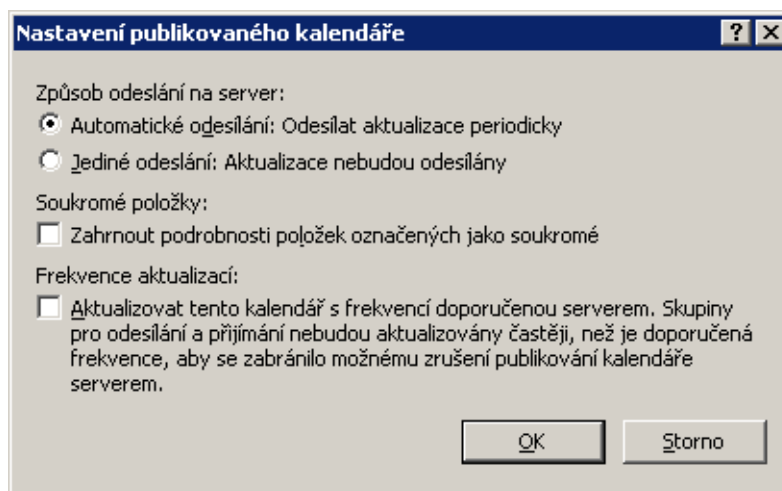 Nastavení publikovaného kalendáře
Způsob odeslání na server:
Automatické odesílání: Odesílat aktualizace periodicky
Jediné odeslání: Aktualizace nebudou odesílány
Soukromé položky:
Zahrnout podrobnosti položek označených jako soukromé
Frekvence aktualizací:
Aktualizovat tento kalendář s frekvencí doporučenou serverem. Skupiny
pro odesílání a přijímání nebudou aktualizovány častěji, než je doporučená
frekvence, aby se zabránilo možnému zrušení publikování kalendáře
serverem.
OK
Storno